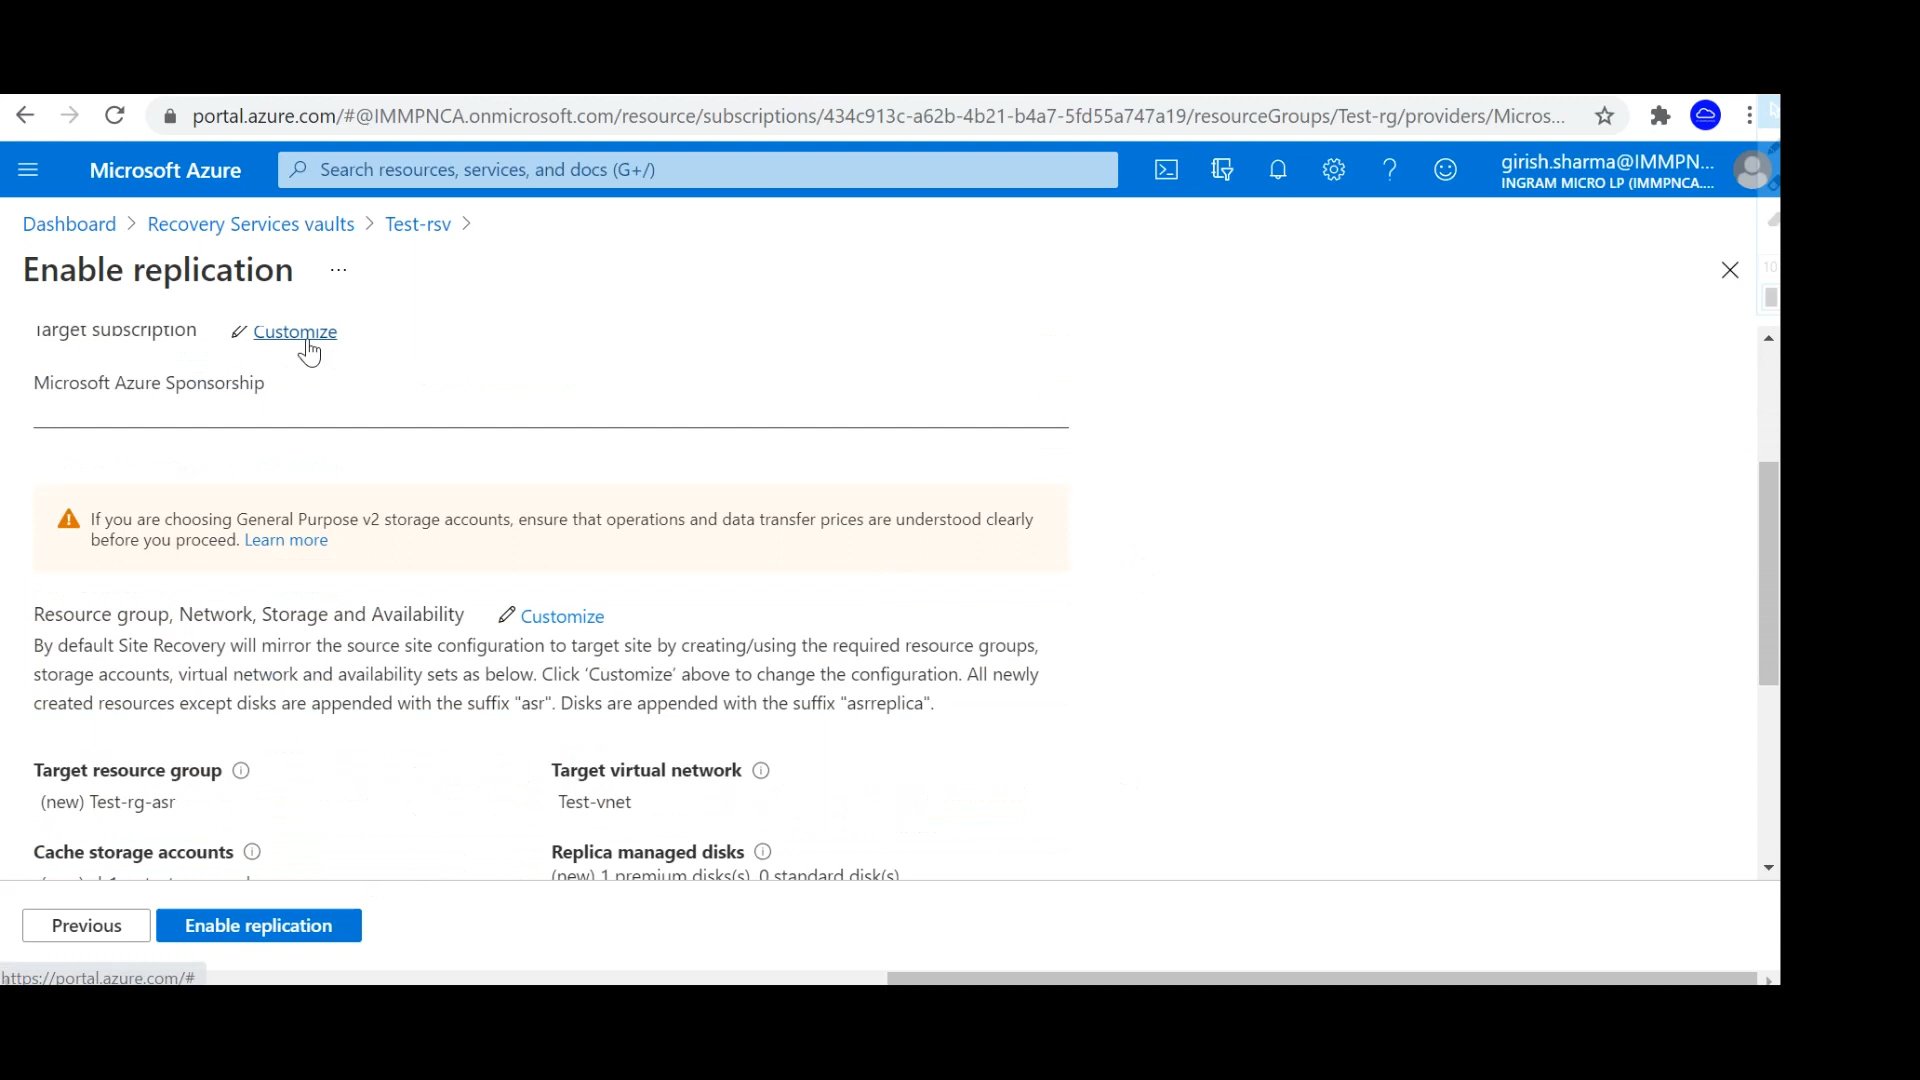 portal.azure.com/#@IMMPNCA.onmicrosoft.com/resource/subscriptions/434c913c-a62b-4b21-b4a7-5fd55a747a19/resourceGroups/Test-rg/providers/Micros...
Microsoft Azure
Search resources, services, and docs (G+/)
girish.sharma@IMMPN...
INGRAM MICRO LP (IMMPNCA....
Dashboard > Recovery Services vaults > Test-rsv >
Enable replication ...
10
Target subscription Customize
Microsoft Azure Sponsorship
If you are choosing General Purpose v2 storage accounts, ensure that operations and data transfer prices are understood clearly
before you proceed. Learn more
Resource group, Network, Storage and Availability Customize
By default Site Recovery will mirror the source site configuration to target site by creating/using the required resource groups,
storage accounts, virtual network and availability sets as below. Click ‘Customize’ above to change the configuration. All newly
created resources except disks are appended with the suffix "asr". Disks are appended with the suffix "asrreplica".
Target resource group Target virtual network
(new) Test-rg-asr Test-vnet
Cache storage accounts Replica managed disks
(new) 1 premium disks(s), 0 standard disk(s)
Previous Enable replication
https://portal.azure.com/#